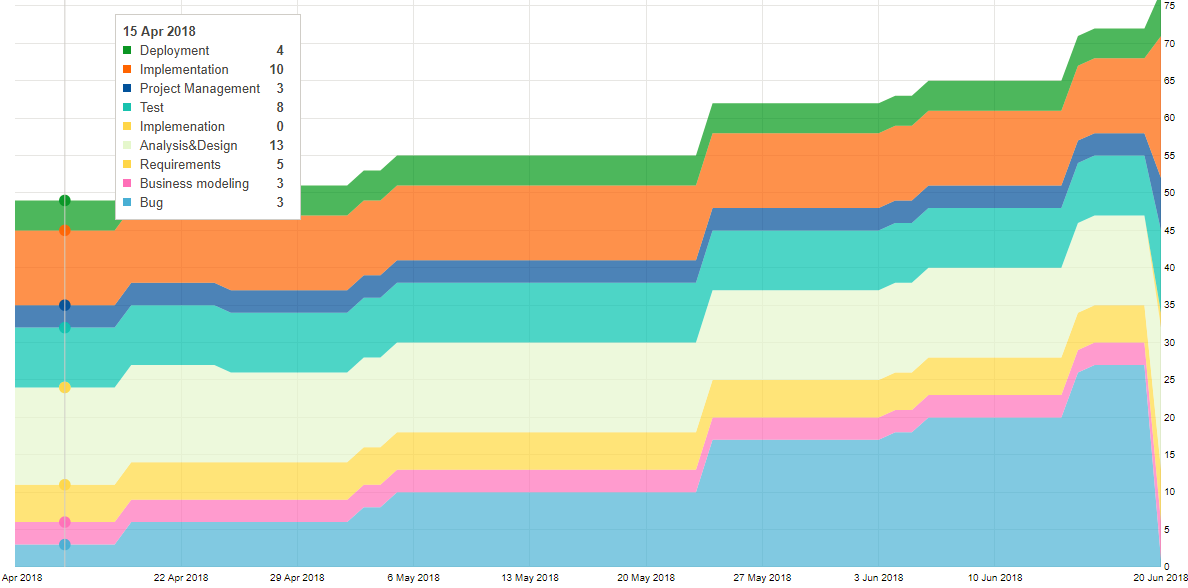 15 Apr 2018
Deployment 4
Implementation 10
Project Management 3
Test 8
Implemenation 0
Analysis&Design 13
Requirements 5
Business modeling 3
Bug 3
75
70
65
60
55
50
45
40
35
30
25
20
15
10
5
0
Apr 2018 22 Apr 2018 29 Apr 2018 6 May 2018 13 May 2018 20 May 2018 27 May 2018 3 Jun 2018 10 Jun 2018 20 Jun 2018